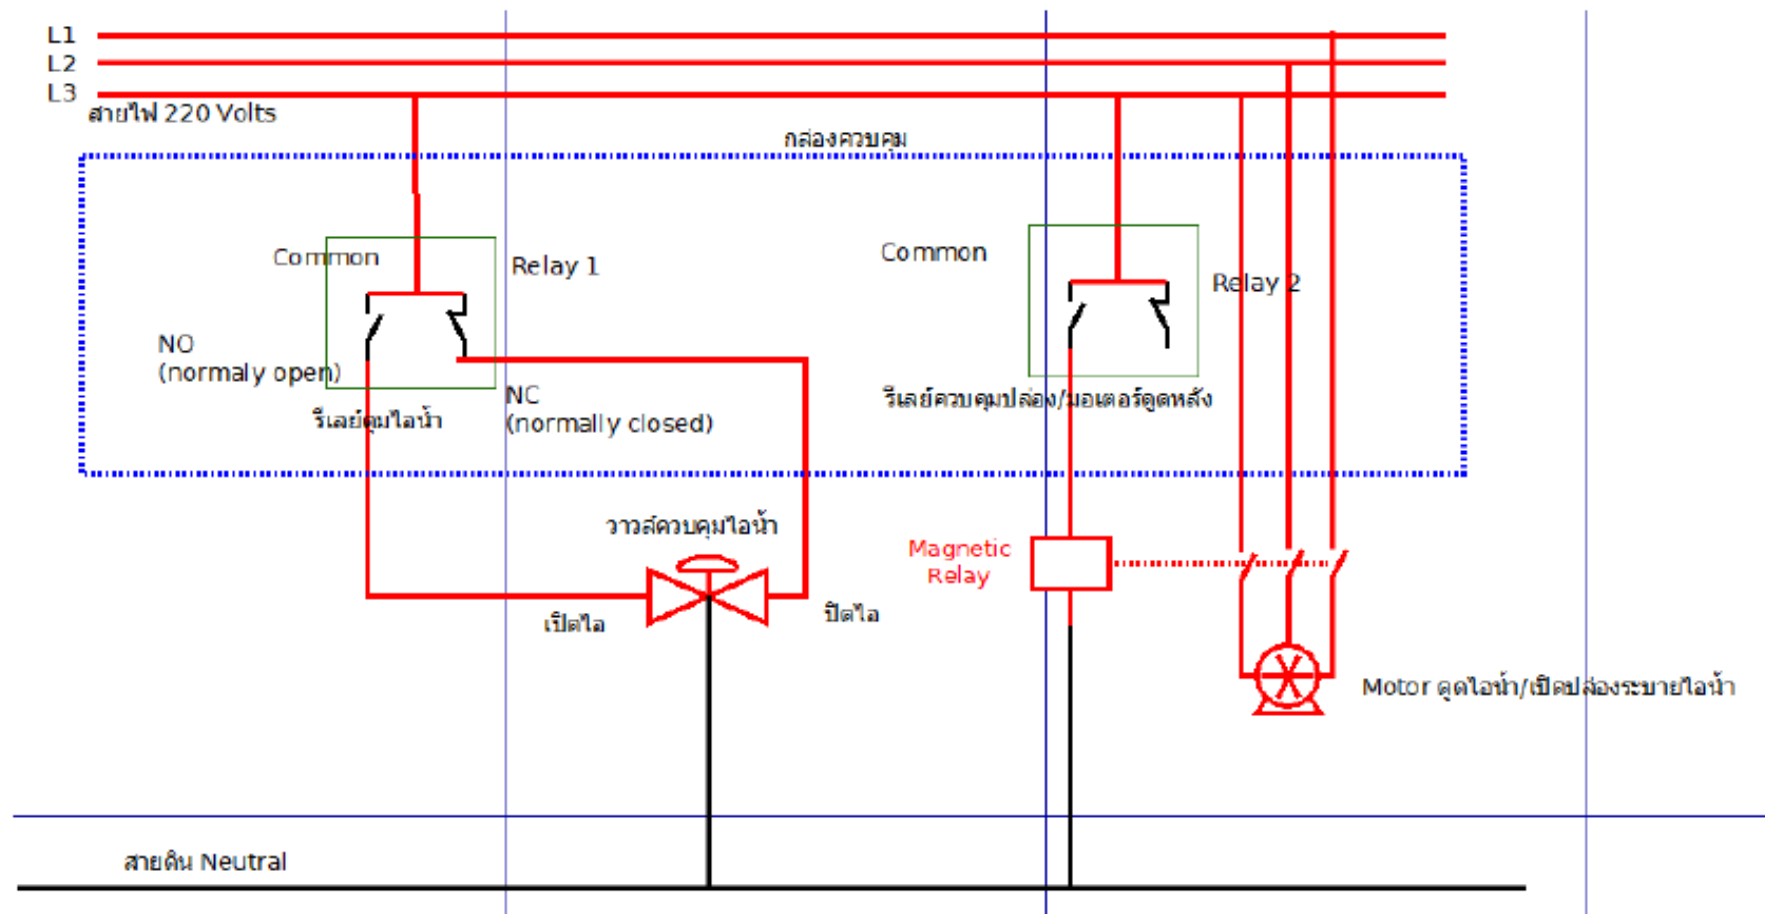 L1
L2
L3
สายไฟ 220 Volts
กล่องควบคุม
Common
Relay 1
Common
Relay 2
NO
(normaly open)
NC
(normally closed)
รีเลย์คุมไอน้ำ
รีเลย์ควบคุมปล่อง/มอเตอร์ดูดหลัง
วาวล์ควบคุมไอน้ำ
Magnetic
Relay
เปิดไอ
ปิดไอ
Motor ดูดไอน้ำ/เปิดปล่องระบายไอน้ำ
สายดิน Neutral